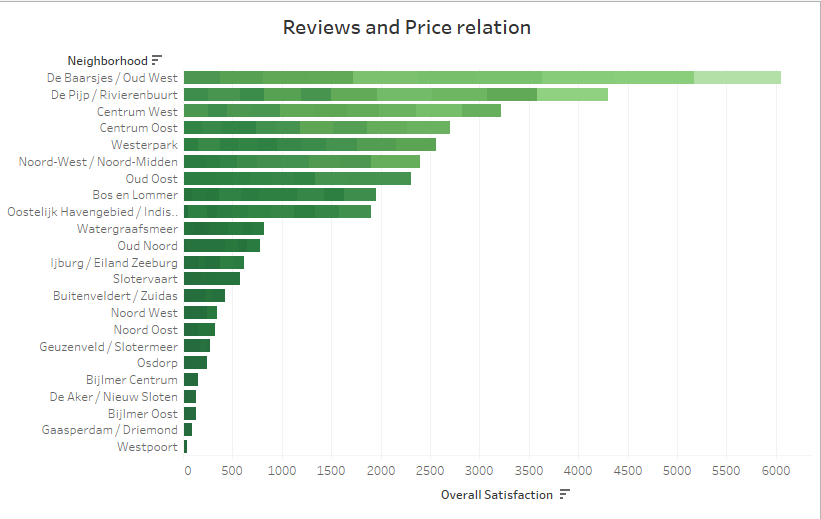 Reviews and Price relation
Neighborhood
De Baarsjes / Oud West
De Pijp / Rivierenbuurt
Centrum West
Centrum Oost
Westerpark
Noord-West / Noord-Midden
Oud Oost
Bos en Lommer
Oostelijk Havengebied / Indis..
Watergraafsmeer
Oud Noord
Ijburg / Eiland Zeeburg
Slotervaart
Buitenveldert / Zuidas
Noord West
Noord Oost
Geuzenveld / Slotermeer
Osdorp
Bijlmer Centrum
De Aker / Nieuw Sloten
Bijlmer Oost
Gaasperdam / Driemond
Westpoort
0 500 1000 1500 2000 2500 3000 3500 4000 4500 5000 5500 6000
Overall Satisfaction